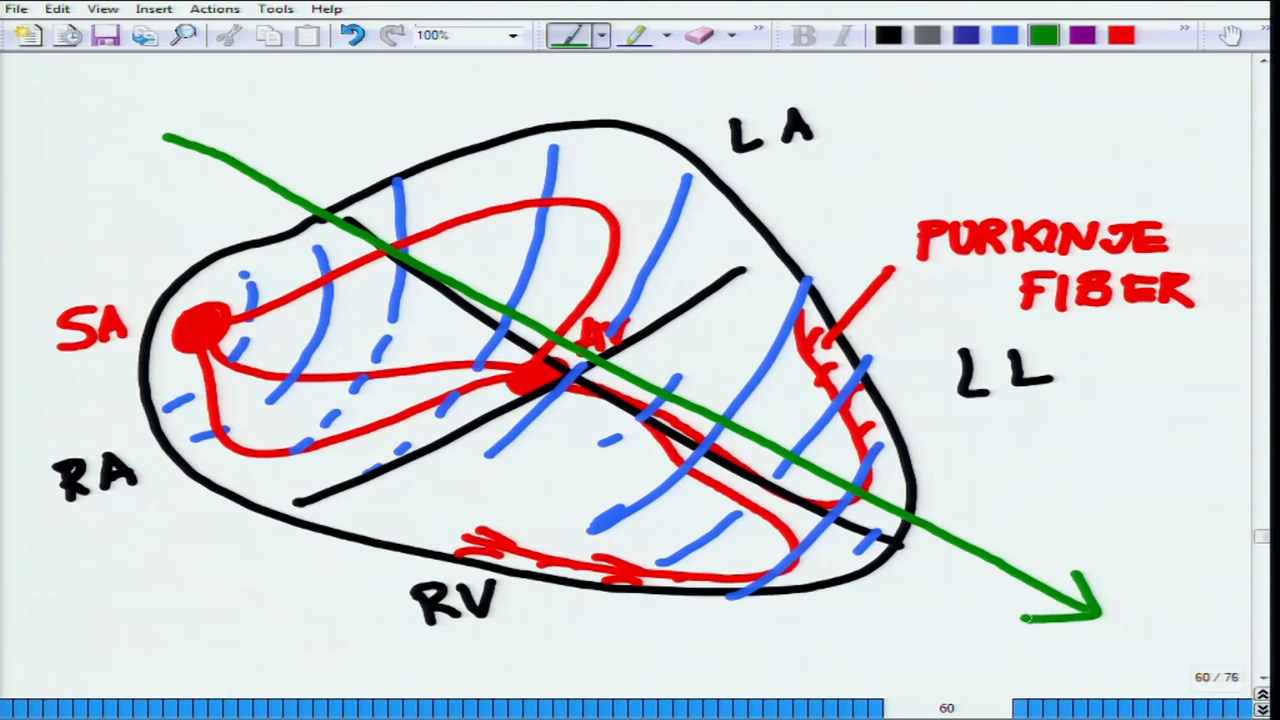 File Edit View Insert Actions Tools Help
100%
B I
LA
PURKINJE
FIBER
SA
AV
LL
RA
RV
60 / 76
60